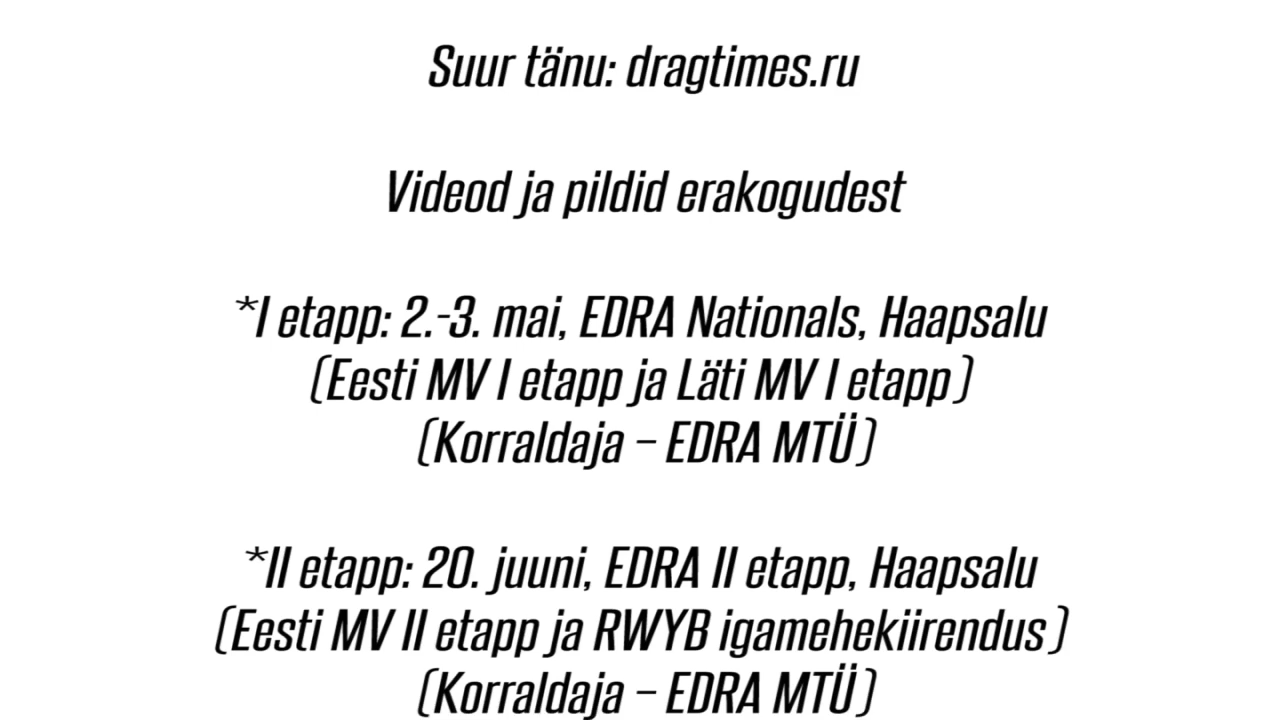 Suur tänu: dragtimes.ru
Videod ja pildid erakogudest
*I etapp: 2.-3. mai, EDRA Nationals, Haapsalu
(Eesti MV I etapp ja Läti MV I etapp)
(Korraldaja – EDRA MTÜ)
*II etapp: 20. juuni, EDRA II etapp, Haapsalu
(Eesti MV II etapp ja RWYB igamehekiirendus)
(Korraldaja – EDRA MTÜ)